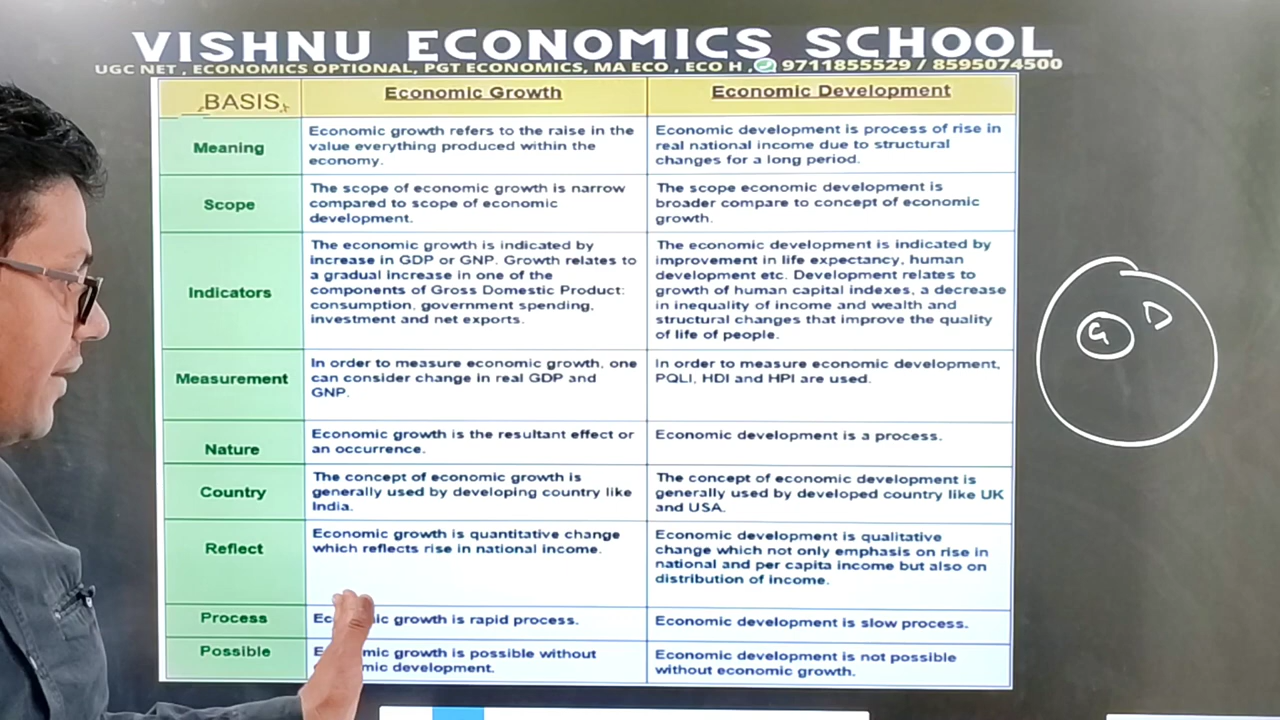 VISHNU ECONOMICS SCHOOL
UGC NET , ECONOMICS OPTIONAL, PGT ECONOMICS, MA ECO , ECO H , 9711855529 / 8595074500
BASIS
Economic Growth
Economic Development
Meaning
Economic growth refers to the raise in the
value everything produced within the
economy.
Economic development is process of rise in
real national income due to structural
changes for a long period.
Scope
The scope of economic growth is narrow
compared to scope of economic
development.
The scope economic development is
broader compare to concept of economic
growth.
Indicators
The economic growth is indicated by
increase in GDP or GNP. Growth relates to
a gradual increase in one of the
components of Gross Domestic Product:
consumption, government spending,
investment and net exports.
The economic development is indicated by
improvement in life expectancy, human
development etc. Development relates to
growth of human capital indexes, a decrease
in inequality of income and wealth and
structural changes that improve the quality
of life of people.
Measurement
In order to measure economic growth, one
can consider change in real GDP and
GNP.
In order to measure economic development,
PQLI, HDI and HPI are used.
Nature
Economic growth is the resultant effect or
an occurrence.
Economic development is a process.
Country
The concept of economic growth is
generally used by developing country like
India.
The concept of economic development is
generally used by developed country like UK
and USA.
Reflect
Economic growth is quantitative change
which reflects rise in national income.
Economic development is qualitative
change which not only emphasis on rise in
national and per capita income but also on
distribution of income.
Process
growth is rapid process.
Economic development is slow process.
Possible
growth is possible without
development.
Economic development is not possible
without economic growth.
G
D